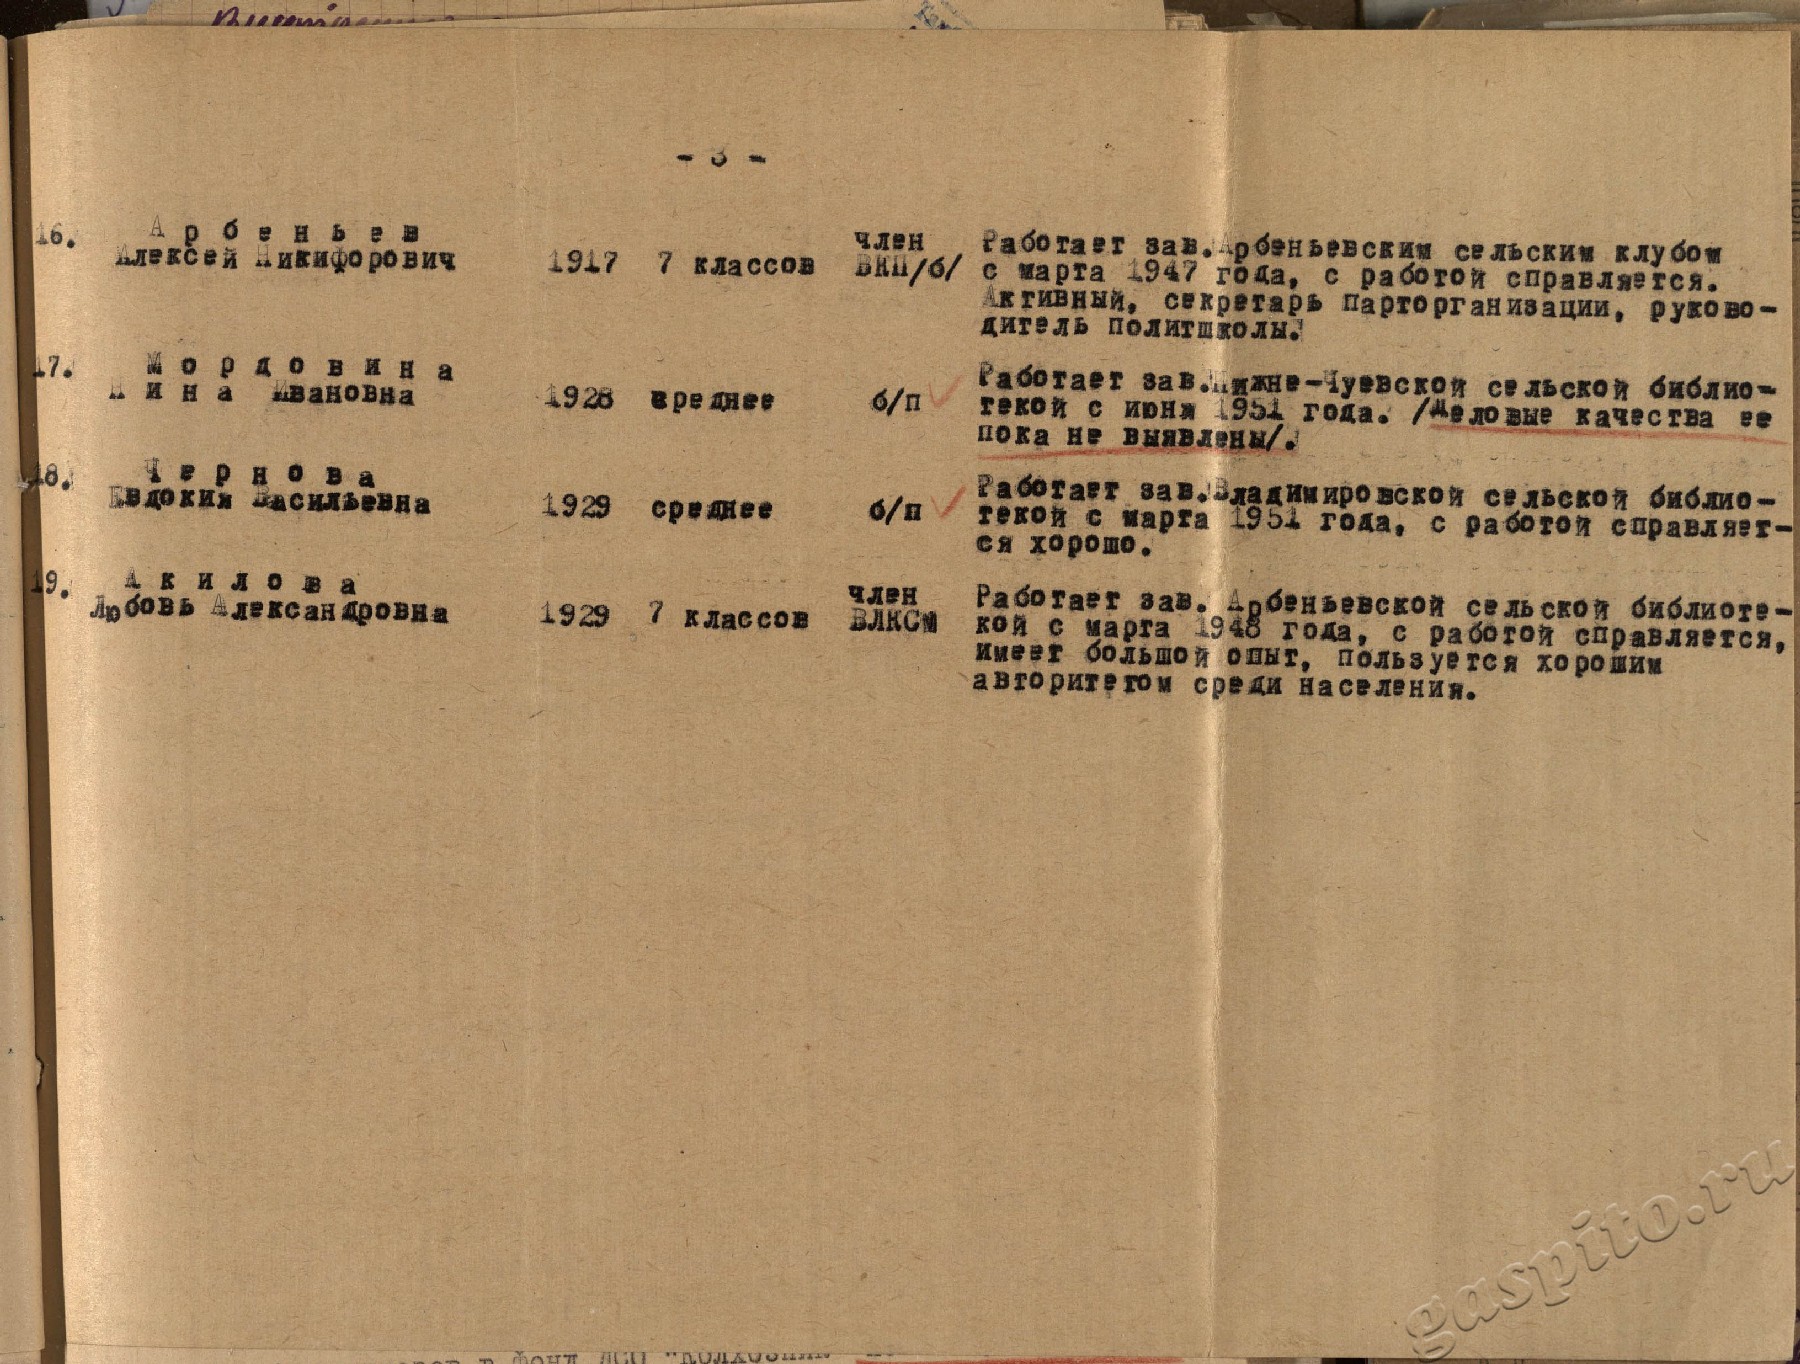 - 3 -
16. Арбеньев
Алексей Никифорович 1917 7 классов член ВКП/б/ Работает зав.Арбеньевским сельским клубом
с марта 1947 года, с работой справляется.
Активный, секретарь парторганизации, руково-
дитель политшколы.
17. Мордовина
Нина Ивановна 1928 среднее б/п Работает зав.Нижне-Чуевской сельской библио-
текой с июня 1951 года. /Деловые качества ее
пока не выявлены/.
18. Чернова
Евдокия Васильевна 1929 среднее б/п Работает зав.Владимировской сельской библио-
текой с марта 1951 года, с работой справляет-
ся хорошо.
19. Акилова
Любовь Александровна 1929 7 классов член ВЛКСМ Работает зав. Арбеньевской сельской библиоте-
кой с марта 1948 года, с работой справляется,
имеет большой опыт, пользуется хорошим
авторитетом среди населения.
gaspito.ru
в фонд ДСО "Колхозник"